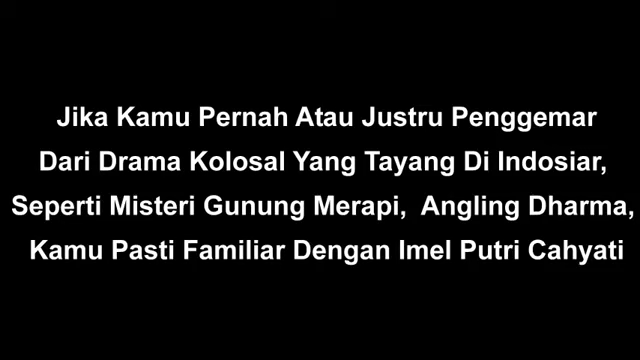 Jika Kamu Pernah Atau Justru Penggemar
Dari Drama Kolosal Yang Tayang Di Indosiar,
Seperti Misteri Gunung Merapi,  Angling Dharma,
Kamu Pasti Familiar Dengan Imel Putri Cahyati